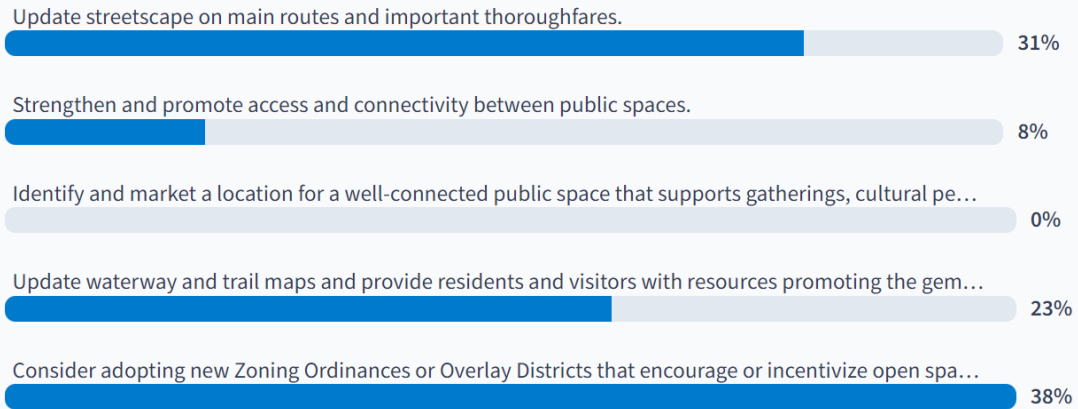 Update streetscape on main routes and important thoroughfares.
31%
Strengthen and promote access and connectivity between public spaces.
8%
Identify and market a location for a well-connected public space that supports gatherings, cultural pe…
0%
Update waterway and trail maps and provide residents and visitors with resources promoting the gem…
23%
Consider adopting new Zoning Ordinances or Overlay Districts that encourage or incentivize open spa…
38%